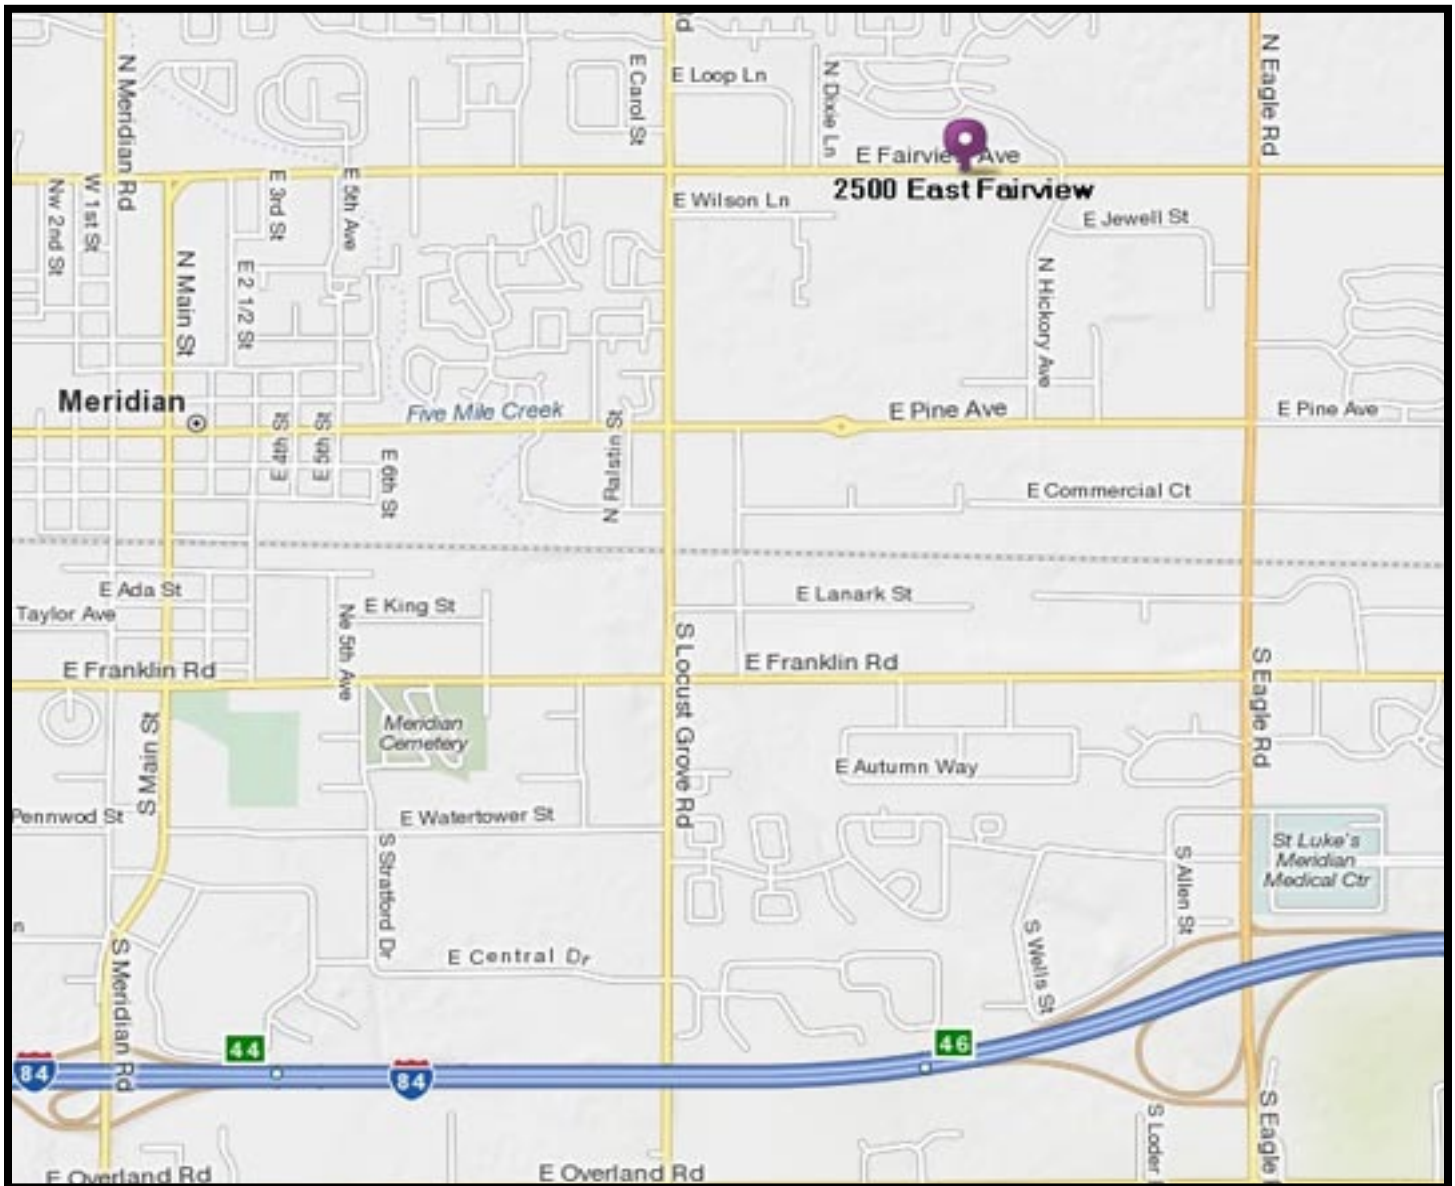 Rd
N Meridian Rd
E Carol St
E Loop Ln
N Dixie Ln
N Eagle Rd
E Fairview Ave
2500 East Fairview
Nw 2nd St
W 1st St
E 3rd St
E 5th Ave
E Wilson Ln
E Jewell St
N Main St
E 2 1/2 St
N Hickory Ave
Meridian
Five Mile Creek
E Pine Ave
E Pine Ave
E 4th St
E 5th St
E 6th St
N Ralstin St
E Commercial Ct
E Ada St
Taylor Ave
Ne 5th Ave
E King St
E Lanark St
S Locust Grove Rd
E Franklin Rd
E Franklin Rd
S Eagle Rd
S Main St
Meridian
Cemetery
E Autumn Way
Pennwod St
E Watertower St
S Stratford Dr
S Allen St
St Luke's
Meridian
Medical Ctr
n
S Meridian Rd
E Central Dr
S Wells St
44
46
84
84
S Loder
S Eagle
E Overland Rd
E Overland Rd